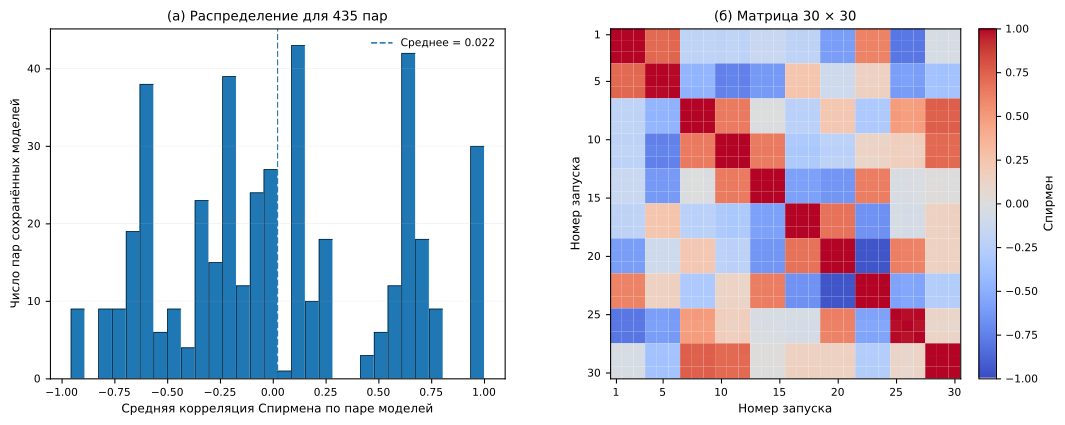 (а) Распределение для 435 пар
Среднее = 0.022
40
30
20
10
0
Число пар сохранённых моделей
−1.00 −0.75 −0.50 −0.25 0.00 0.25 0.50 0.75 1.00
Средняя корреляция Спирмена по паре моделей
(б) Матрица 30 × 30
1
5
10
15
20
25
30
Номер запуска
1 5 10 15 20 25 30
Номер запуска
1.00
0.75
0.50
0.25
0.00
−0.25
−0.50
−0.75
−1.00
Спирмен